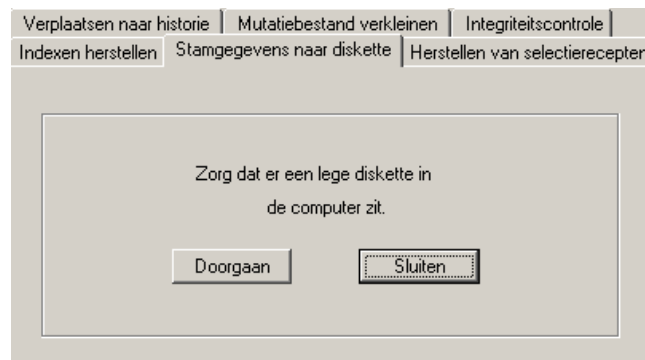 Verplaatsen naar historie Mutatiebestand verkleinen Integriteitscontrole
Indexen herstellen Stamgegevens naar diskette Herstellen van selectierecepten
Zorg dat er een lege diskette in
de computer zit.
Doorgaan Sluiten